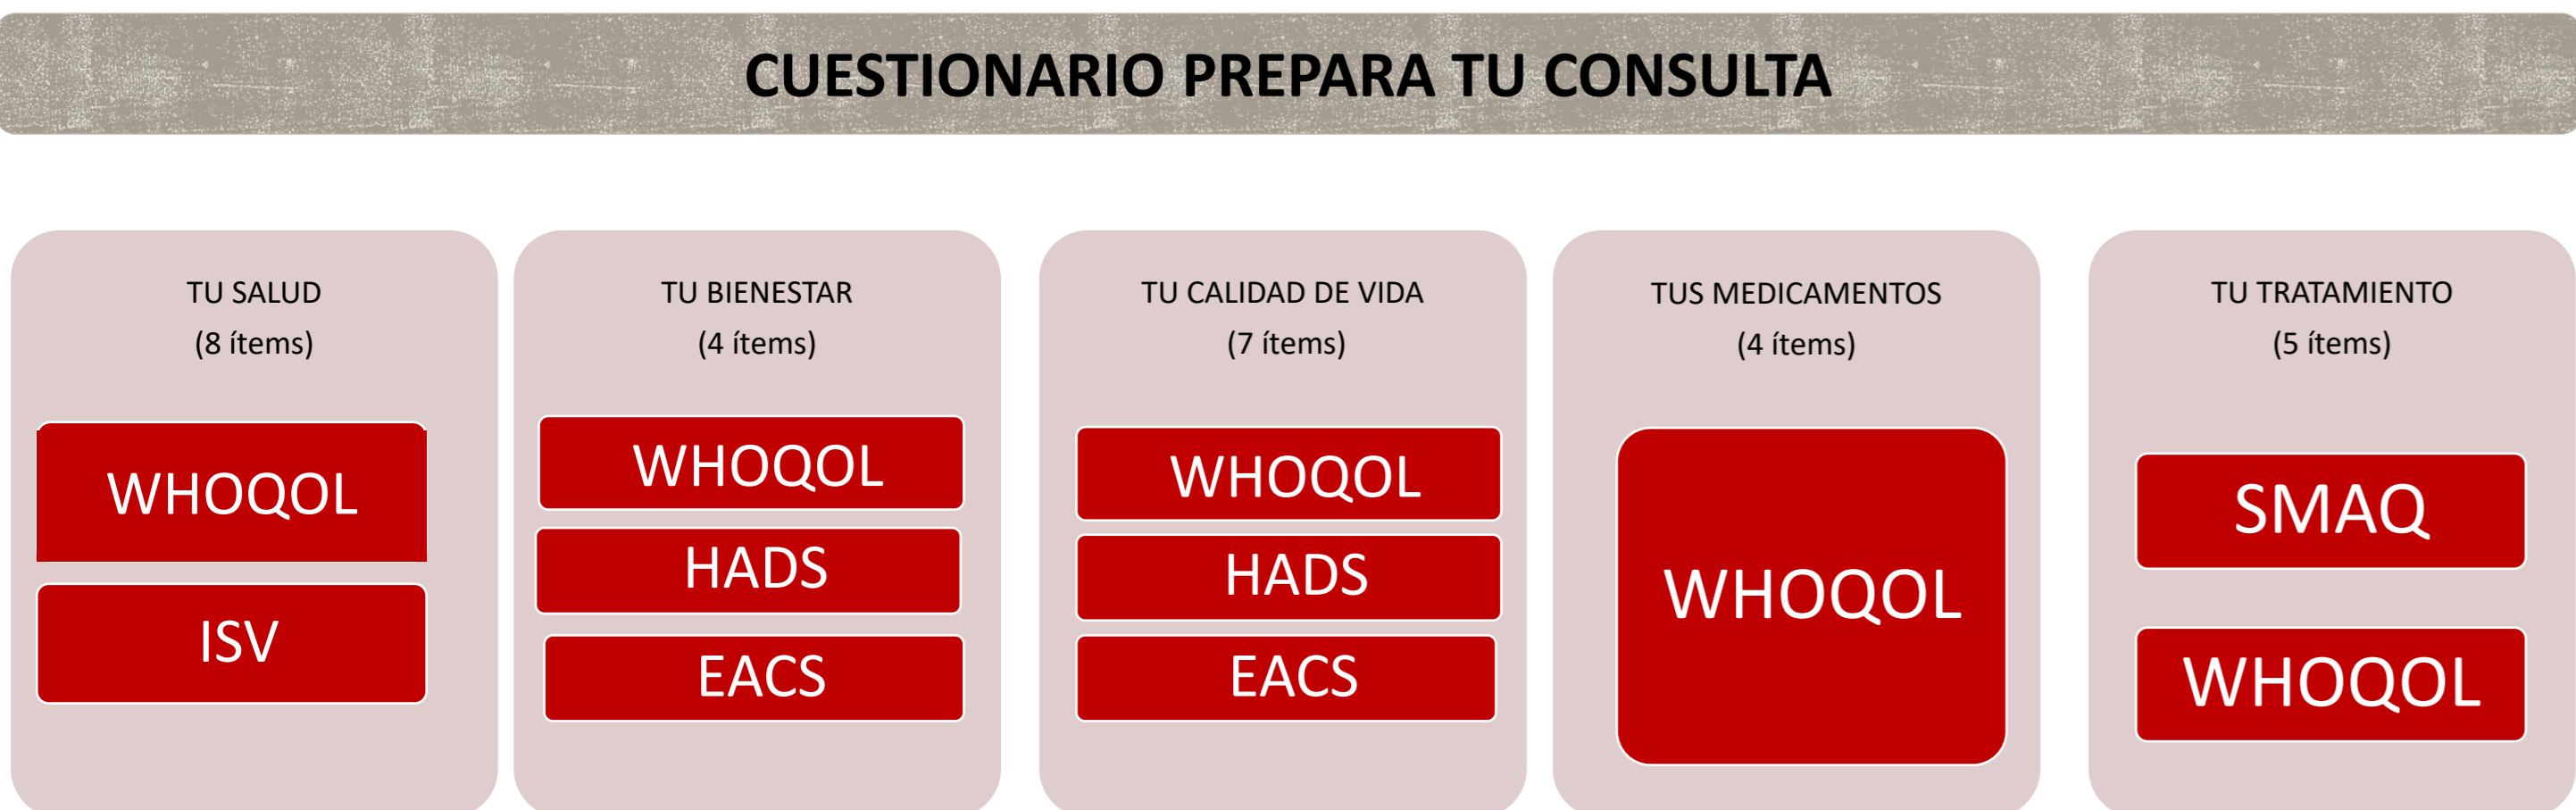 CUESTIONARIO PREPARA TU CONSULTA
TU SALUD
(8 ítems)
WHOQOL
ISV
TU BIENESTAR
(4 ítems)
WHOQOL
HADS
EACS
TU CALIDAD DE VIDA
(7 ítems)
WHOQOL
HADS
EACS
TUS MEDICAMENTOS
(4 ítems)
WHOQOL
TU TRATAMIENTO
(5 ítems)
SMAQ
WHOQOL